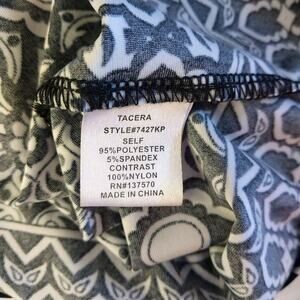 TACERA
STYLE#7427KP
SELF
95%POLYESTER
5%SPANDEX
CONTRAST
100%NYLON
RN#137570
MADE IN CHINA